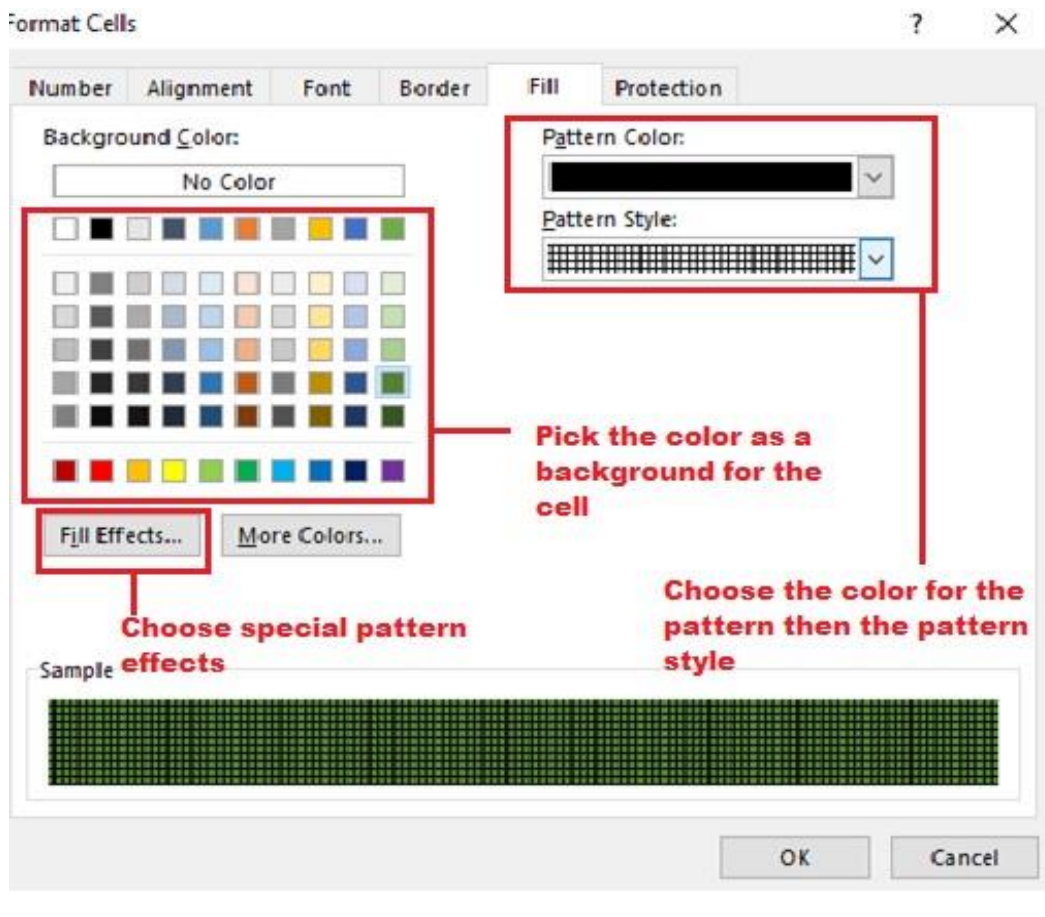 Format Cells
? ×
Number Alignment Font Border Fill Protection
Background Color:
No Color
Pattern Color:
Pattern Style:
Pick the color as a
background for the
cell
Fill Effects... More Colors...
Choose special pattern
effects
Choose the color for the
pattern then the pattern
style
Sample
OK Cancel